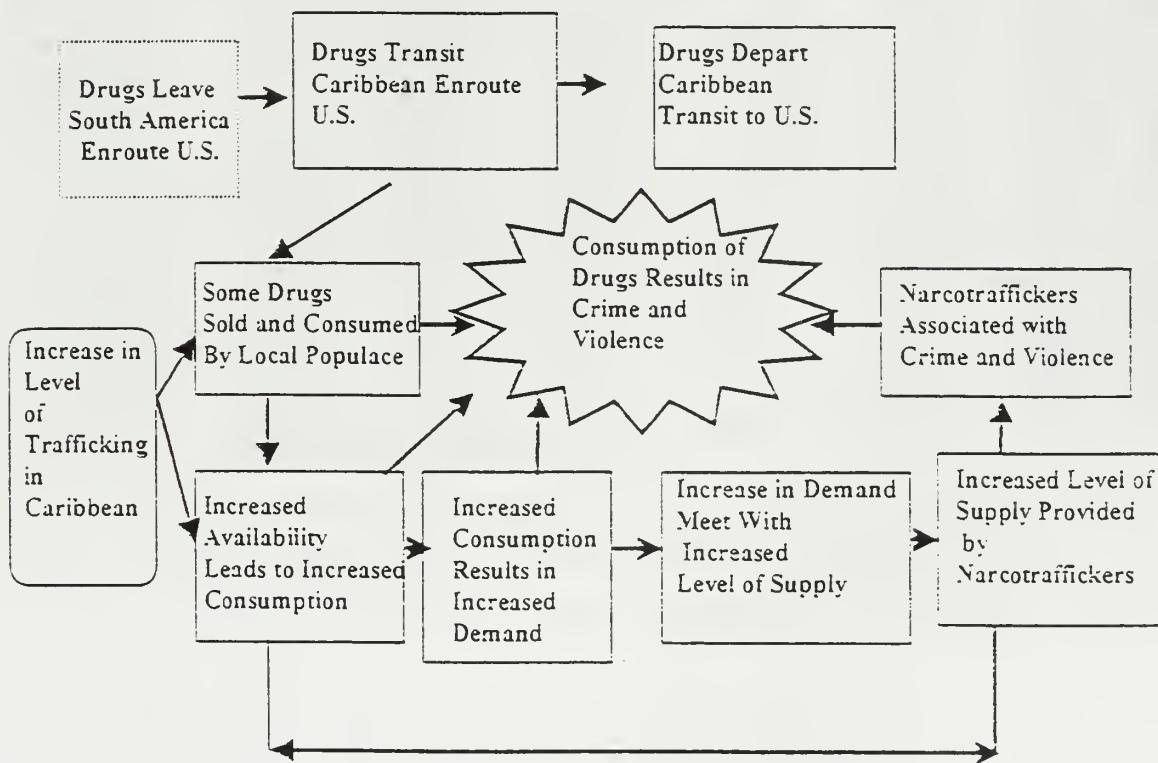 Drugs Leave
South America
Enroute U.S.
Drugs Transit
Caribbean Enroute
U.S.
Drugs Depart
Caribbean
Transit to U.S.
Some Drugs
Sold and Consumed
By Local Populace
Consumption of
Drugs Results in
Crime and
Violence
Narcotraffickers
Associated with
Crime and Violence
Increase in
Level
of
Trafficking
in
Caribbean
Increased
Availability
Leads to Increased
Consumption
Increased
Consumption
Results in
Increased
Demand
Increase in Demand
Meet With
Increased
Level of Supply
Increased Level of
Supply Provided
by
Narcotraffickers